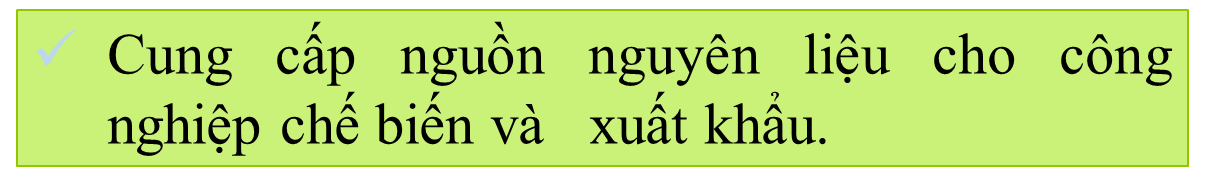 ✓ Cung cấp nguồn nguyên liệu cho công
nghiệp chế biến và xuất khẩu.